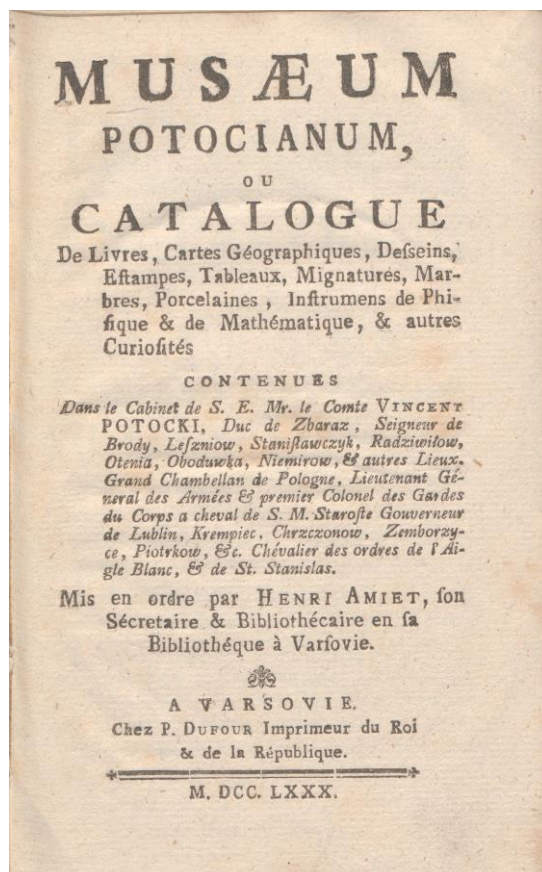 MUSÆUM
POTOCIANUM,
OU
CATALOGUE
De Livres, Cartes Géographiques, Deſſeins,
Eſtampes, Tableaux, Mignatures, Mar-
bres, Porcelaines, Inſtrumens de Phi-
ſique & de Mathématique, & autres
Curioſités
CONTENUES
Dans le Cabinet de S. E. Mr. le Comte VINCENT
POTOCKI, Duc de Zbaraz, Seigneur de
Brody, Leſzniow, Staniſlawczyk, Radziwiłow,
Otenia, Oboduwka, Niemirow, & autres Lieux.
Grand Chambellan de Pologne, Lieutenant Gé-
neral des Armées & premier Colonel des Gardes
du Corps a cheval de S. M. Staroſte Gouverneur
de Lublin, Krempiec, Chrzczonow, Zemborzy-
ce, Piotrkow, &c. Chévalier des ordres de l'Ai-
gle Blanc, & de St. Stanislas.
Mis en ordre par HENRI AMIET, ſon
Sécretaire & Bibliothécaire en ſa
Bibliothéque à Varſovie.
A VARSOVIE.
Chez P. DUFOUR Imprimeur du Roi
& de la République.
M. DCC. LXXX.